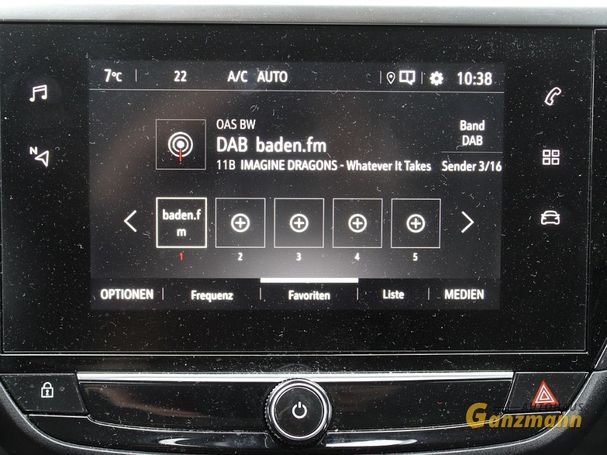 7°C 22 A/C AUTO 10:38
OAS BW
DAB baden.fm
11B IMAGINE DRAGONS - Whatever It Takes
Band
DAB
Sender 3/16
baden.f
m
1 2 3 4 5
OPTIONEN Frequenz Favoriten Liste MEDIEN
N
Ganzmann